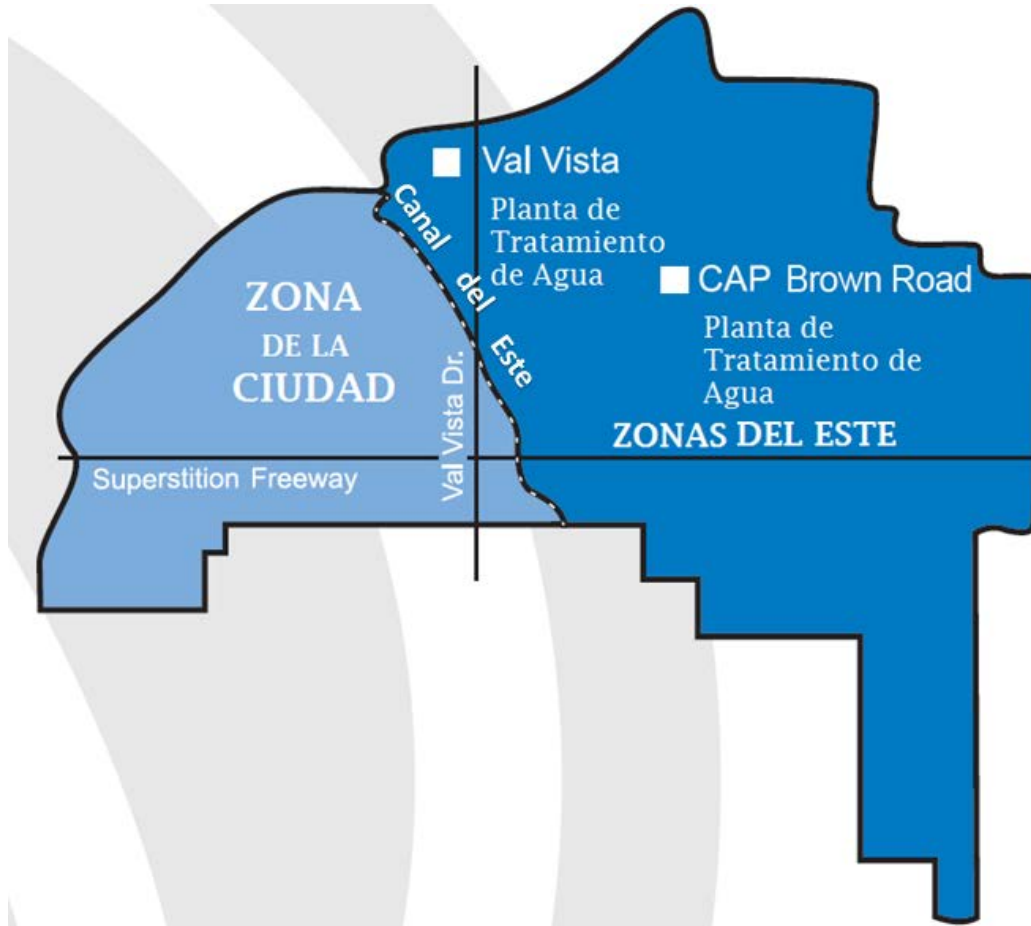 Val Vista
Planta de
Tratamiento
de Agua
Canal del Este
CAP Brown Road
Planta de
Tratamiento de
Agua
ZONA
DE LA
CIUDAD
ZONAS DEL ESTE
Val Vista Dr.
Superstition Freeway